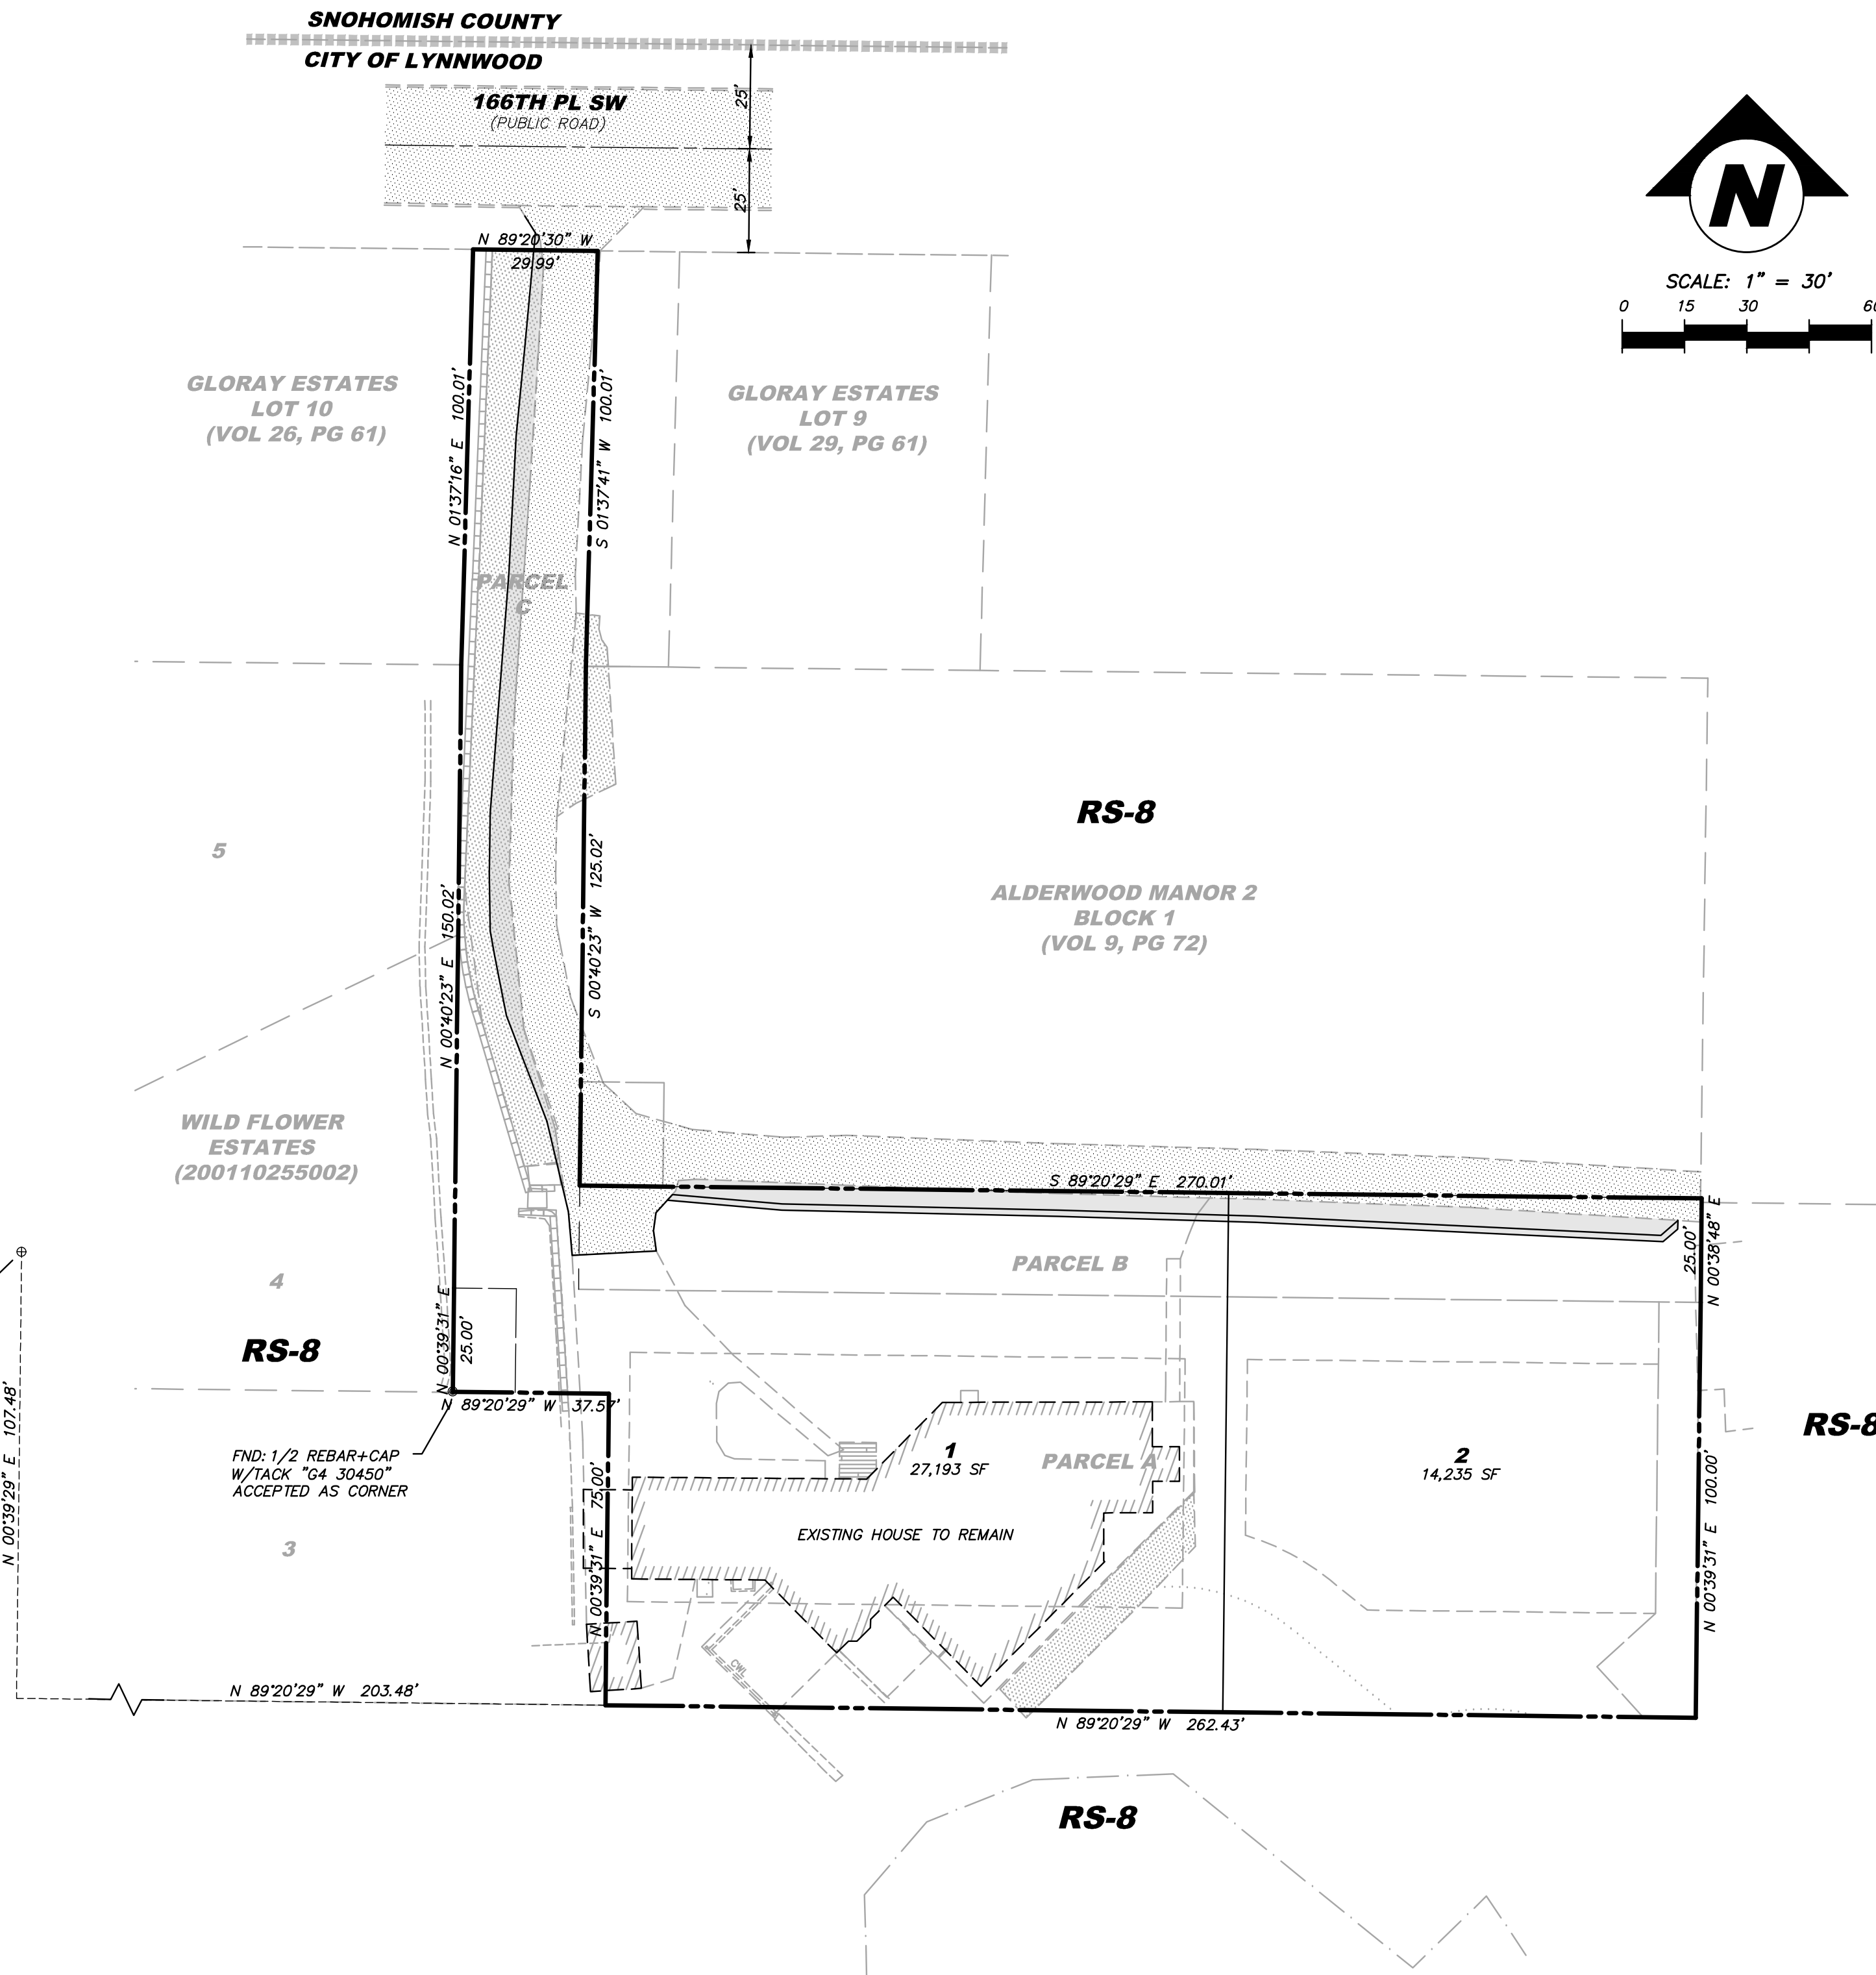 SNOHOMISH COUNTY
CITY OF LYNNWOOD
166TH PL SW
(PUBLIC ROAD)
25'
25'
N
SCALE: 1" = 30'
0 15 30
N 89°20'30" W
29.99'
GLORAY ESTATES
LOT 10
(VOL 26, PG 61)
N 01°37'16" E 100.01'
S 01°37'41" W 100.01'
GLORAY ESTATES
LOT 9
(VOL 29, PG 61)
PARCEL
C
RS-8
5
N 00°40'23" E 150.02'
S 00°40'23" W 125.02'
ALDERWOOD MANOR 2
BLOCK 1
(VOL 9, PG 72)
WILD FLOWER
ESTATES
(200110255002)
S 89°20'29" E 270.01'
PARCEL B
25.00'
N 00°38'48" E
4
RS-8
N 00°39'31" E
25.00'
N 89°20'29" W 37.57'
FND: 1/2 REBAR+CAP
W/TACK "G4 30450"
ACCEPTED AS CORNER
N 00°39'29" E 107.48'
3
N 00°39'31" E 75.00'
1
27,193 SF
PARCEL A
EXISTING HOUSE TO REMAIN
2
14,235 SF
N 00°39'31" E 100.00'
RS-8
CWL
N 89°20'29" W 203.48'
N 89°20'29" W 262.43'
RS-8